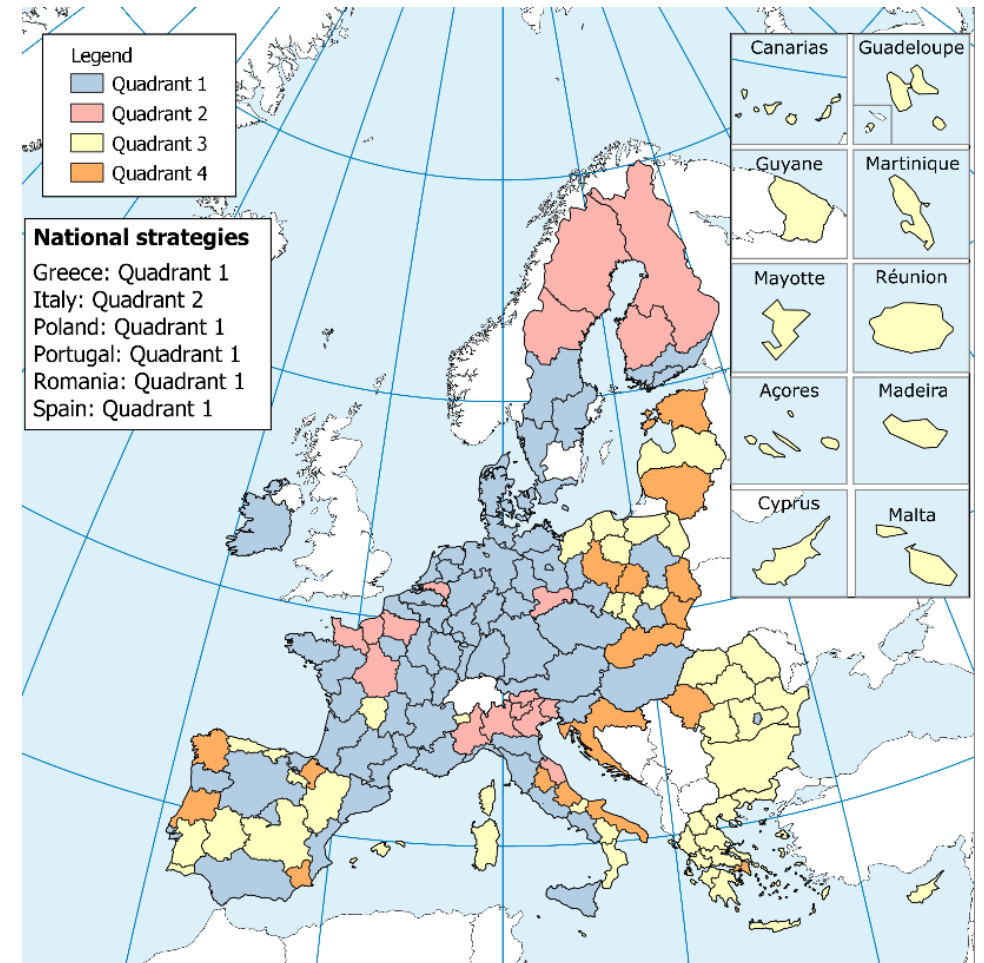 Legend
Quadrant 1
Quadrant 2
Quadrant 3
Quadrant 4
National strategies
Greece: Quadrant 1
Italy: Quadrant 2
Poland: Quadrant 1
Portugal: Quadrant 1
Romania: Quadrant 1
Spain: Quadrant 1
Canarias
Guadeloupe
Guyane
Martinique
Mayotte
Réunion
Açores
Madeira
Cyprus
Malta